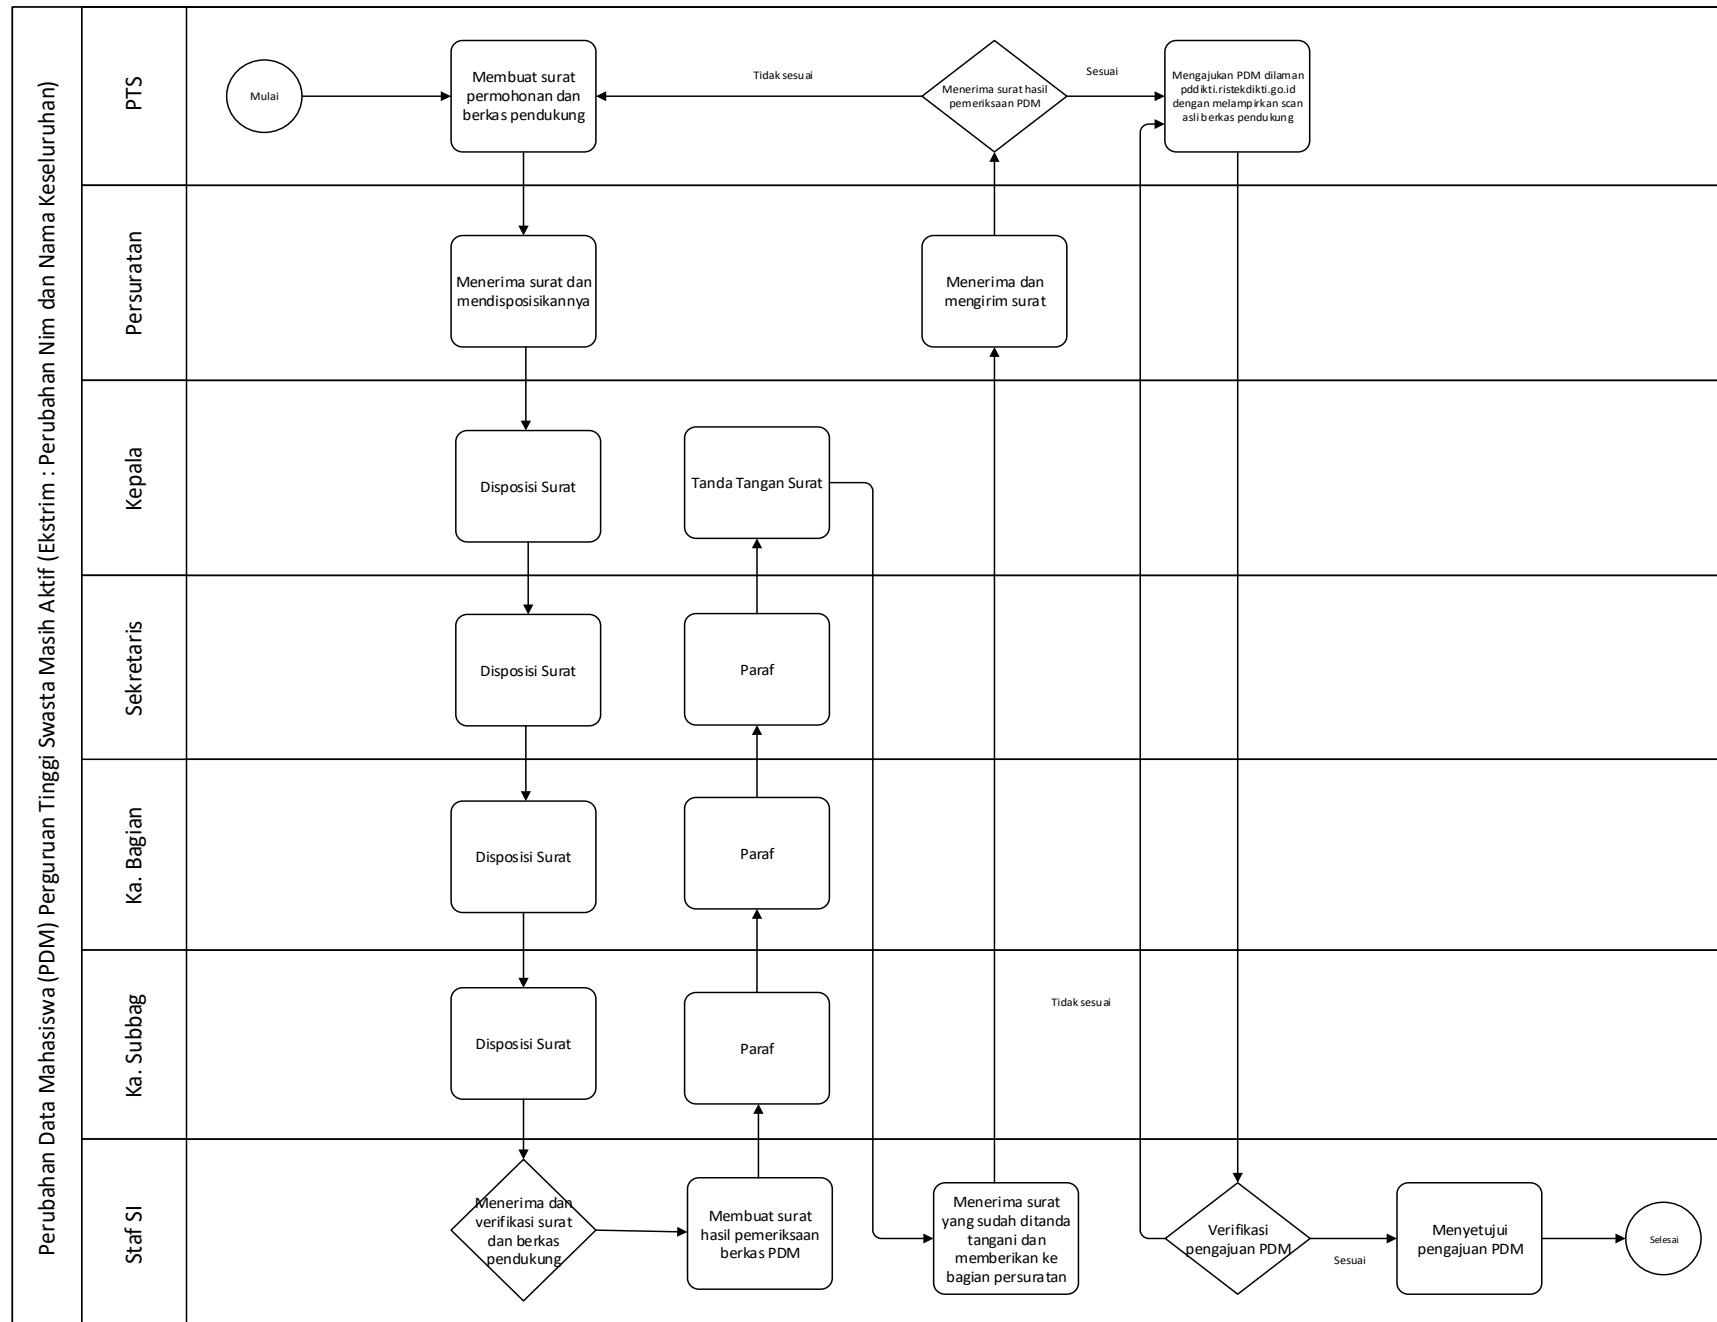 Perubahan Data Mahasiswa (PDM) Perguruan Tinggi Swasta Masih Aktif (Ekstrim : Perubahan Nim dan Nama Keseluruhan)
PTS
Mulai
Membuat surat
permohonan dan
berkas pendukung
Tidak sesuai
Menerima surat hasil
pemeriksaan PDM
Sesuai
Mengajukan PDM dilaman
pddikti.ristekdikti.go.id
dengan melampirkan scan
asli berkas pendukung
Persuratan
Menerima surat dan
mendisposisikannya
Menerima dan
mengirim surat
Kepala
Disposisi Surat
Tanda Tangan Surat
Sekretaris
Disposisi Surat
Paraf
Ka. Bagian
Disposisi Surat
Paraf
Ka. Subbag
Disposisi Surat
Paraf
Tidak sesuai
Staf SI
Menerima dan
verifikasi surat
dan berkas
pendukung
Membuat surat
hasil pemeriksaan
berkas PDM
Menerima surat
yang sudah ditanda
tangani dan
memberikan ke
bagian persuratan
Verifikasi
pengajuan PDM
Sesuai
Menyetujui
pengajuan PDM
Selesai